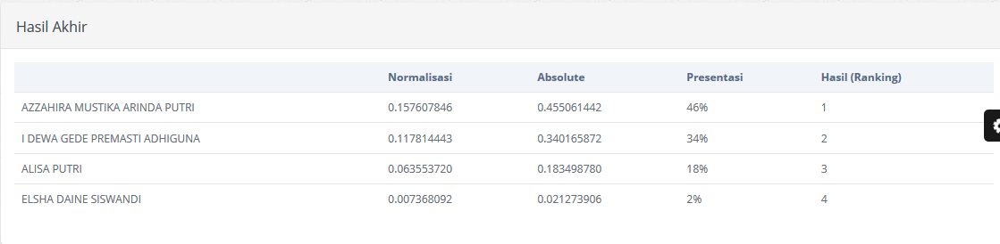 Hasil Akhir
Normalisasi Absolute Presentasi Hasil (Ranking)
AZZAHIRA MUSTIKA ARINDA PUTRI 0.157607846 0.455061442 46% 1
I DEWA GEDE PREMASTI ADHIGUNA 0.117814443 0.340165872 34% 2
ALISA PUTRI 0.063553720 0.183498780 18% 3
ELSHA DAINE SISWANDI 0.007368092 0.021273906 2% 4